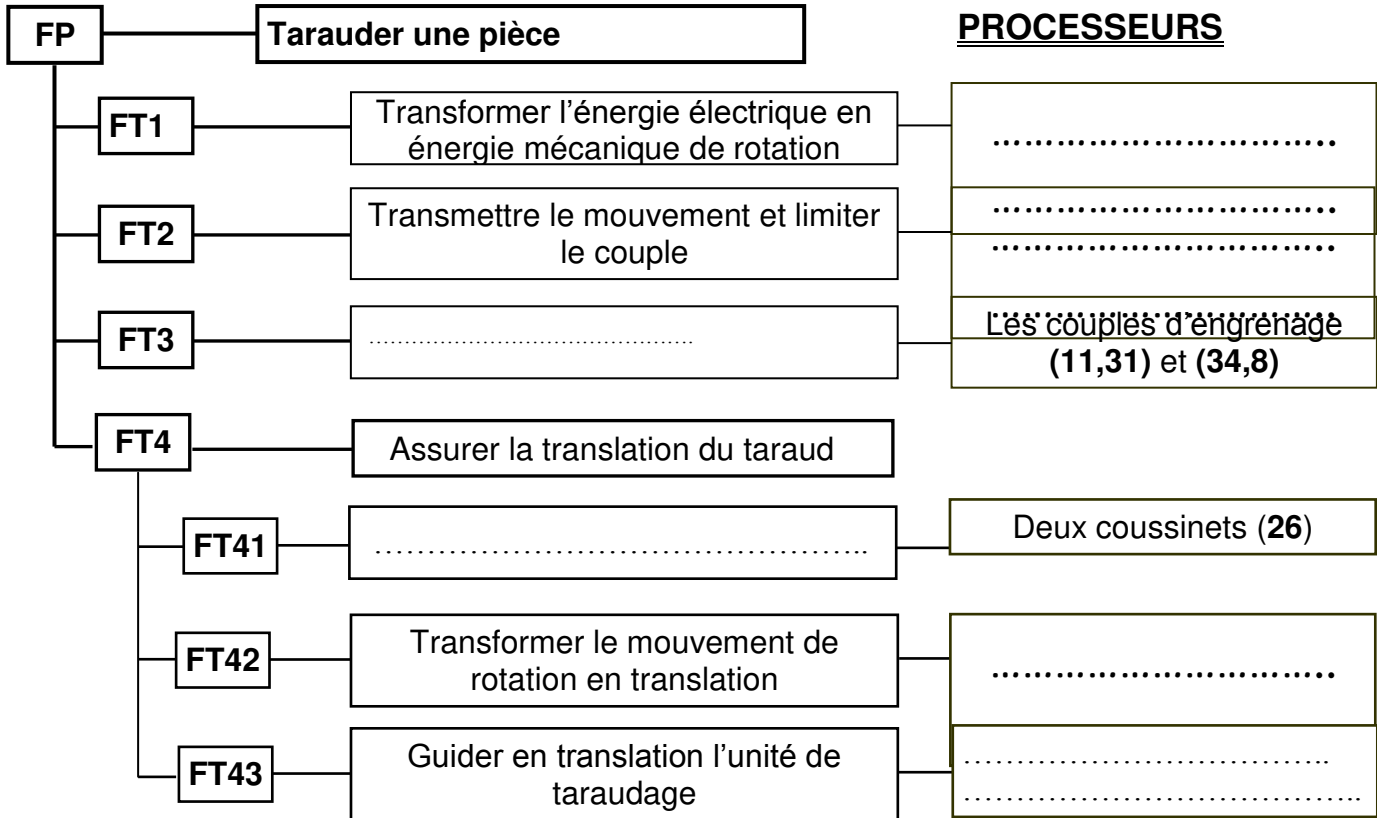 FP
Tarauder une pièce
PROCESSEURS
FT1
Transformer l’énergie électrique en
énergie mécanique de rotation
…………………………..
FT2
Transmettre le mouvement et limiter
le couple
…………………………..
…………………………..
FT3
………………………………………
…………………………..
Les couples d’engrenage
(11,31) et (34,8)
FT4
Assurer la translation du taraud
FT41
………………………………………..
Deux coussinets (26)
FT42
Transformer le mouvement de
rotation en translation
…………………………..
FT43
Guider en translation l’unité de
taraudage
…………………………….
………………………………..